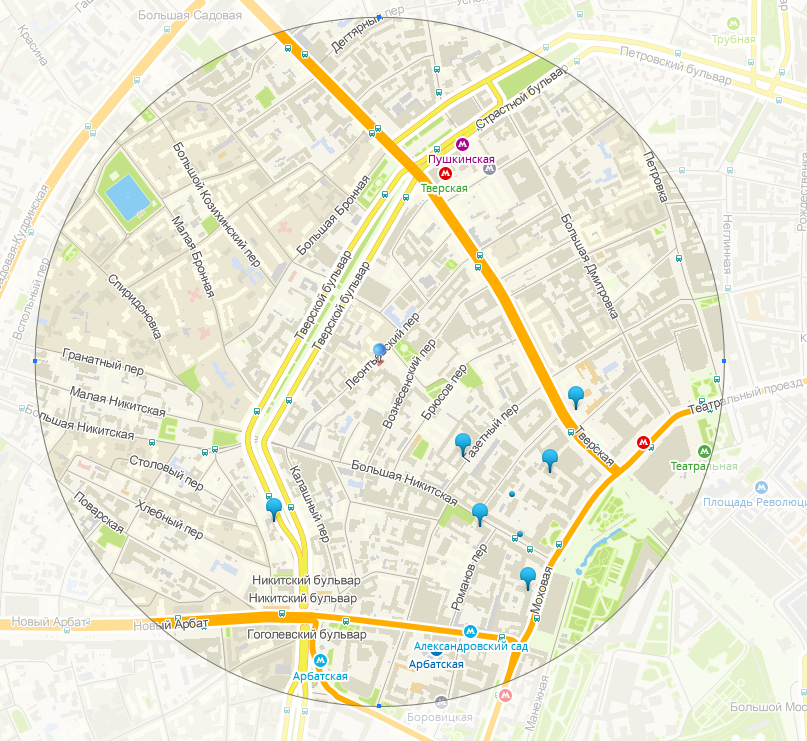 Большая Садовая
Дегтярный пер
Красина
Трубная
Петровский бульвар
Страстной бульвар
Пушкинская
Тверская
Петровка
Рождественка
Неглинная
Садовая-Кудринская
Большой Козихинский пер
Большая Бронная
Малая Бронная
Большая Дмитровка
Спиридоновка
Вспольный пер
Тверской бульвар
Тверской бульвар
Леонтьевский пер
Вознесенский пер
Брюсов пер
Гранатный пер
Малая Никитская
Большая Никитская
Театральный проезд
Газетный пер
Тверская
Театральная
Столовый пер
Большая Никитская
Калашный пер
Поварская
Хлебный пер
Площадь Революци
Романов пер
Моховая
Никитский бульвар
Никитский бульвар
Новый Арбат
Новый Арбат
Гоголевский бульвар
Александровский сад
Арбатская
Арбатская
Боровицкая
Манежная
Большой Мос